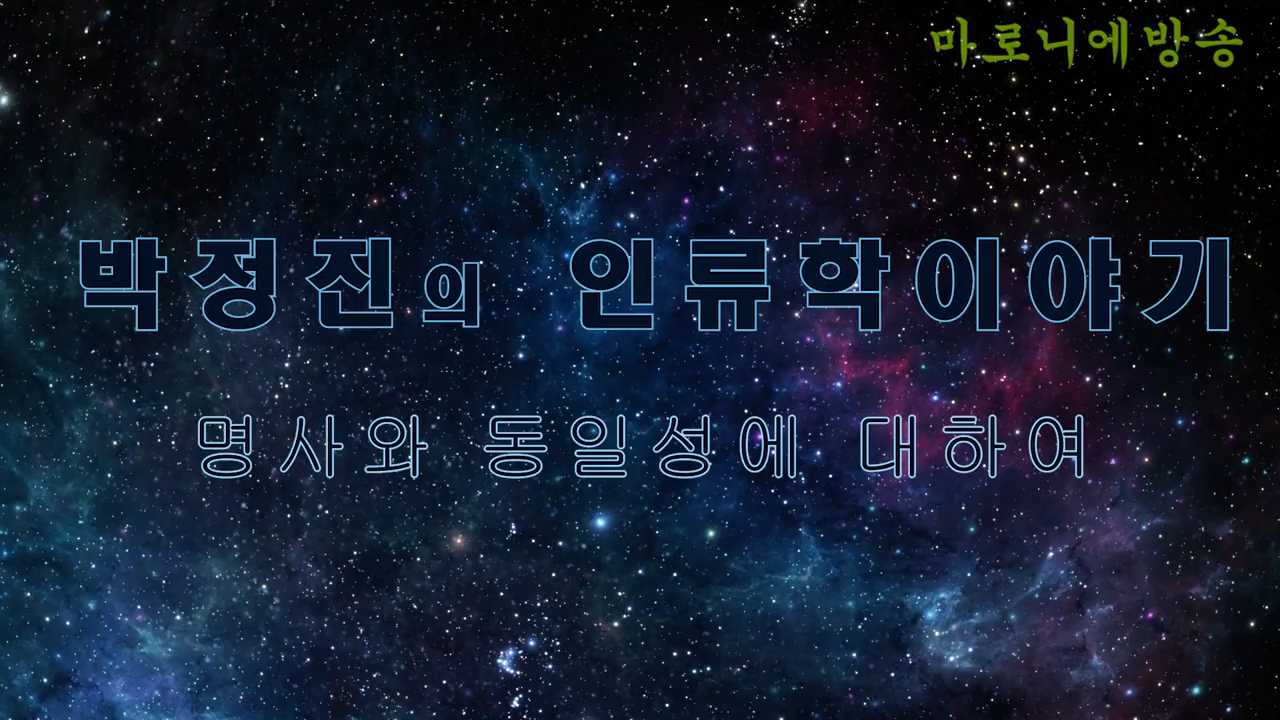 마로니에방송
박정진의 인류학이야기
명사와 동일성에 대하여